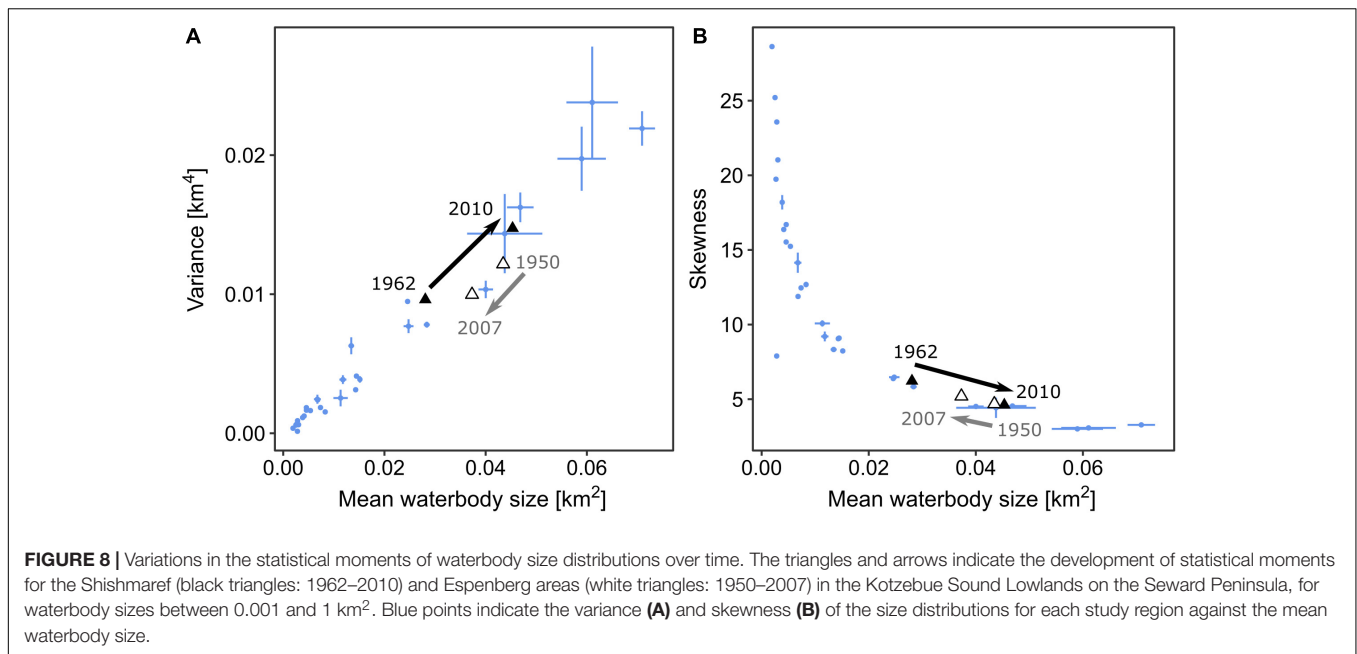 A
B
Variance [km⁴]
0.02
0.01
0.00
2010
1962
1950
2007
0.00 0.02 0.04 0.06
Mean waterbody size [km²]
Skewness
25
20
15
10
5
1962
2010
2007
1950
0.00 0.02 0.04 0.06
Mean waterbody size [km²]
FIGURE 8 | Variations in the statistical moments of waterbody size distributions over time. The triangles and arrows indicate the development of statistical moments
for the Shishmaref (black triangles: 1962–2010) and Espenberg areas (white triangles: 1950–2007) in the Kotzebue Sound Lowlands on the Seward Peninsula, for
waterbody sizes between 0.001 and 1 km². Blue points indicate the variance (A) and skewness (B) of the size distributions for each study region against the mean
waterbody size.